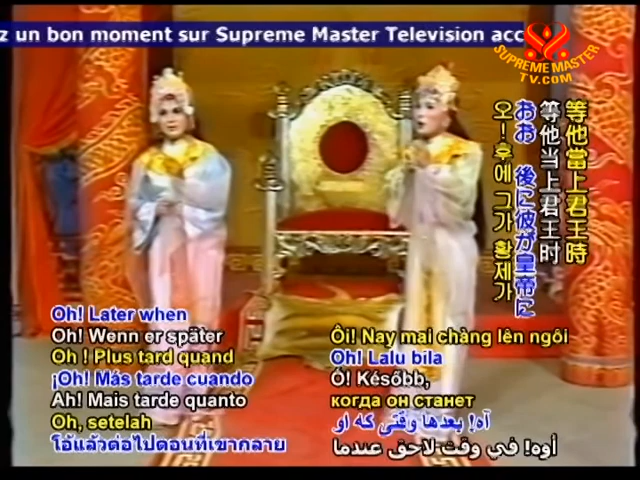 z un bon moment sur Supreme Master Television acc
SUPREME MASTER
TV.COM
等他當上君王時
等他当上君王时
おお 後に彼が皇帝に
오! 후에 그가 황제가
Oh! Later when
Oh! Wenn er später
Oh ! Plus tard quand
¡Oh! Más tarde cuando
Ah! Mais tarde quanto
Oh, setelah
โอ้แล้วต่อไปตอนที่เขากลาย
Ôi! Nay mai chàng lên ngôi
Oh! Lalu bila
Ó! Később,
когда он станет
آه! بعدها وقتی که او
أوه! في وقت لاحق عندما